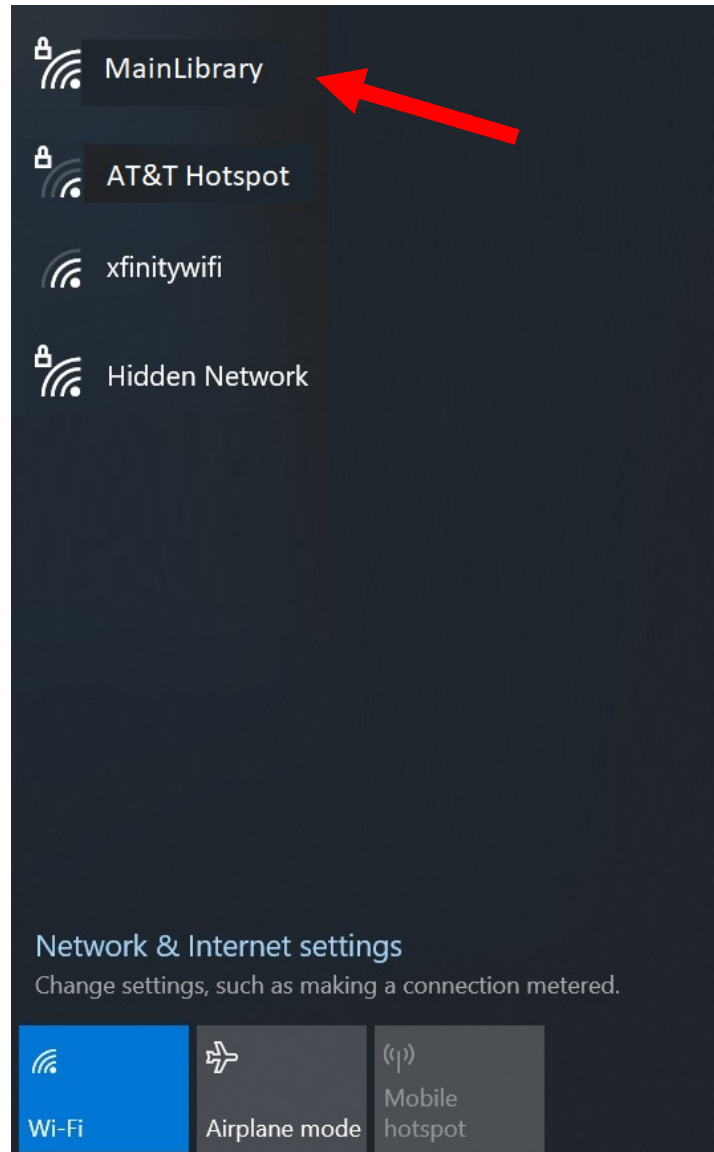 MainLibrary
AT&T Hotspot
xfinitywifi
Hidden Network
Network & Internet settings
Change settings, such as making a connection metered.
Wi-Fi
Airplane mode
Mobile
hotspot